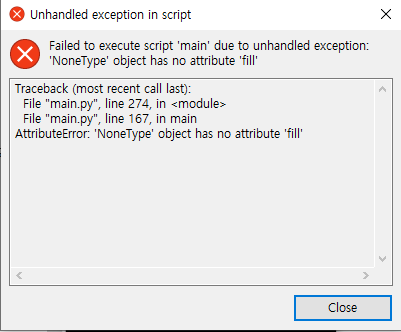 Unhandled exception in script
Failed to execute script 'main' due to unhandled exception:
'NoneType' object has no attribute 'fill'
Traceback (most recent call last):
  File "main.py", line 274, in <module>
  File "main.py", line 167, in main
AttributeError: 'NoneType' object has no attribute 'fill'
Close